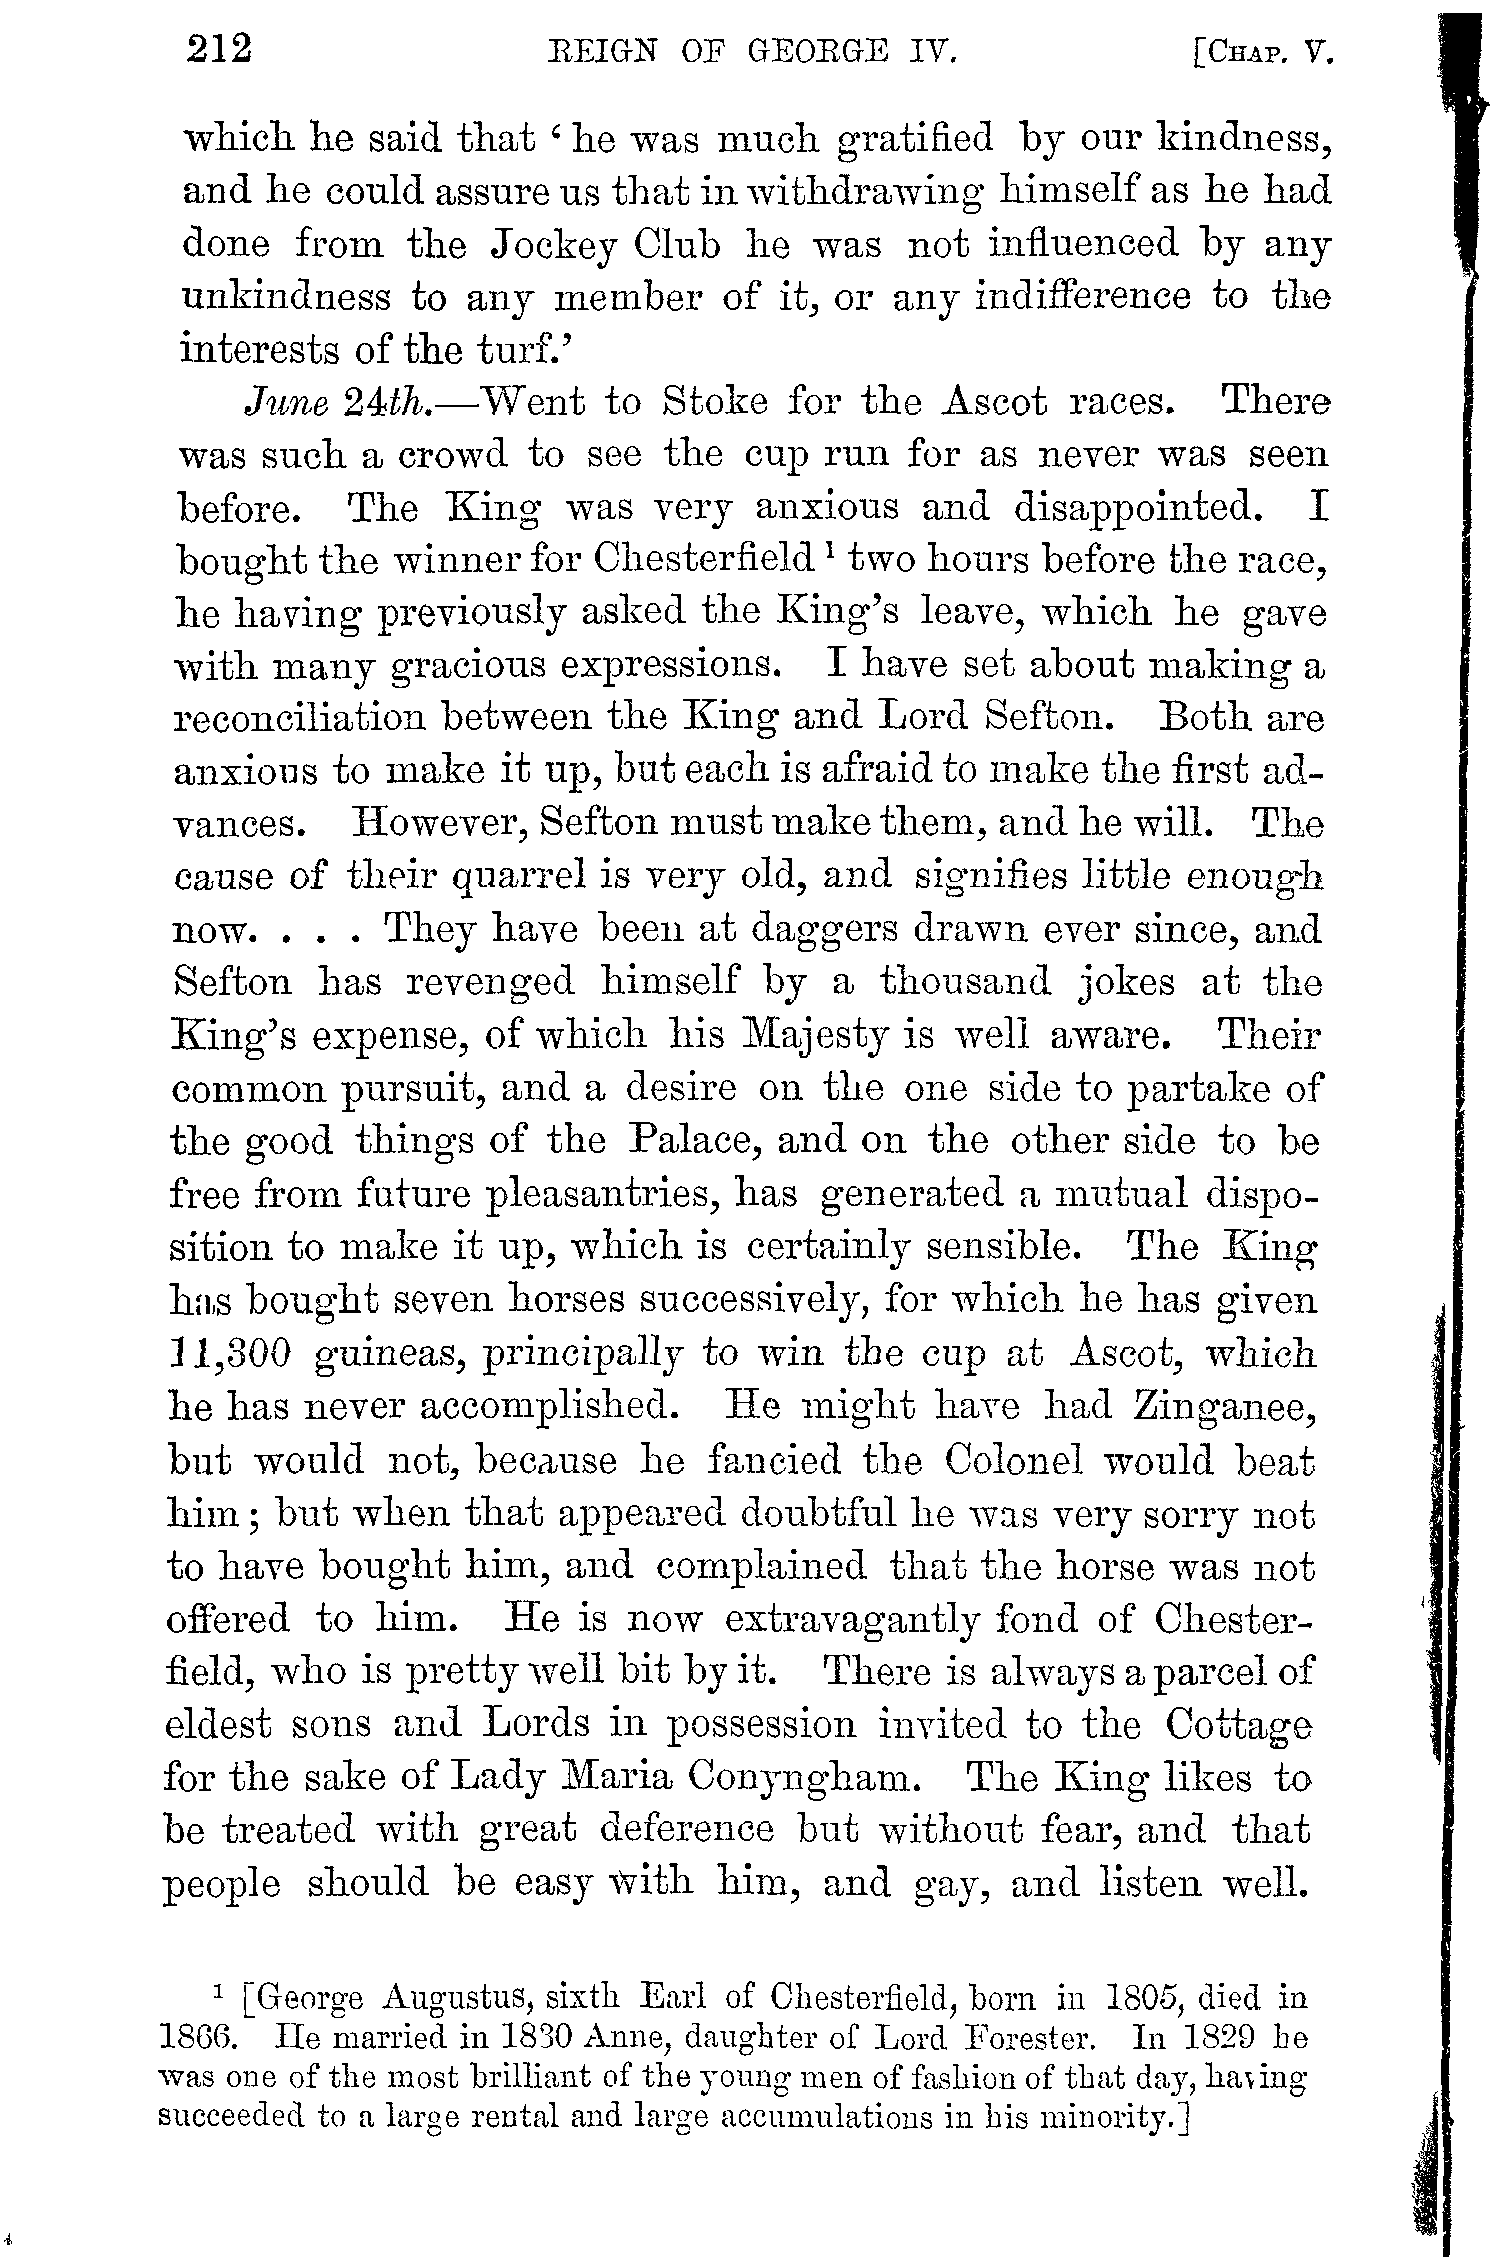 212 REIGN OF GEORGE IV. [CHAP. V.
which he said that ‘ he was much gratified by our kindness,
and he could assure us that in withdrawing himself as he had
done from the Jockey Club he was not influenced by any
unkindness to any member of it, or any indifference to the
interests of the turf.’
June 24th.—Went to Stoke for the Ascot races. There
was such a crowd to see the cup run for as never was seen
before. The King was very anxious and disappointed. I
bought the winner for Chesterfield ¹ two hours before the race,
he having previously asked the King’s leave, which he gave
with many gracious expressions. I have set about making a
reconciliation between the King and Lord Sefton. Both are
anxious to make it up, but each is afraid to make the first ad-
vances. However, Sefton must make them, and he will. The
cause of their quarrel is very old, and signifies little enough
now. . . . They have been at daggers drawn ever since, and
Sefton has revenged himself by a thousand jokes at the
King’s expense, of which his Majesty is well aware. Their
common pursuit, and a desire on the one side to partake of
the good things of the Palace, and on the other side to be
free from future pleasantries, has generated a mutual dispo-
sition to make it up, which is certainly sensible. The King
has bought seven horses successively, for which he has given
11,300 guineas, principally to win the cup at Ascot, which
he has never accomplished. He might have had Zinganee,
but would not, because he fancied the Colonel would beat
him ; but when that appeared doubtful he was very sorry not
to have bought him, and complained that the horse was not
offered to him. He is now extravagantly fond of Chester-
field, who is pretty well bit by it. There is always a parcel of
eldest sons and Lords in possession invited to the Cottage
for the sake of Lady Maria Conyngham. The King likes to
be treated with great deference but without fear, and that
people should be easy with him, and gay, and listen well.
¹ [George Augustus, sixth Earl of Chesterfield, born in 1805, died in
1866. He married in 1830 Anne, daughter of Lord Forester. In 1829 he
was one of the most brilliant of the young men of fashion of that day, having
succeeded to a large rental and large accumulations in his minority.]